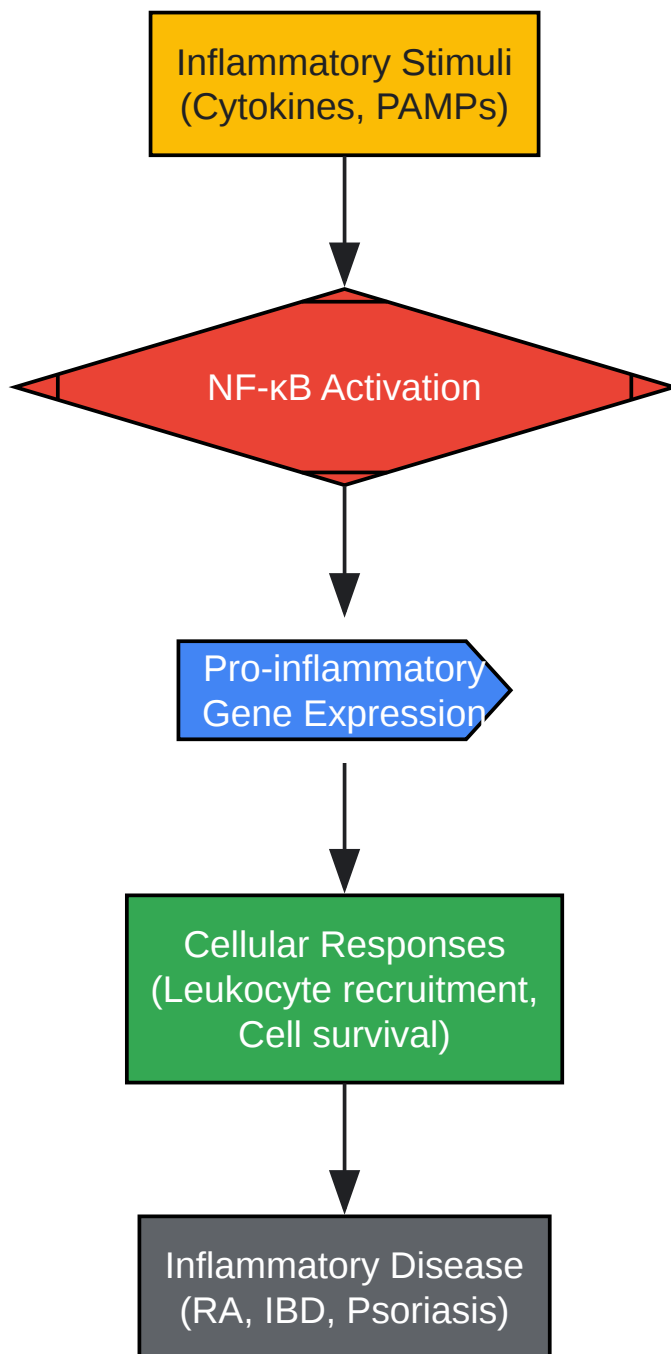 Inflammatory Stimuli
(Cytokines, PAMPs)
NF-κB Activation
Pro-inflammatory
Gene Expression
Cellular Responses
(Leukocyte recruitment,
Cell survival)
Inflammatory Disease
(RA, IBD, Psoriasis)